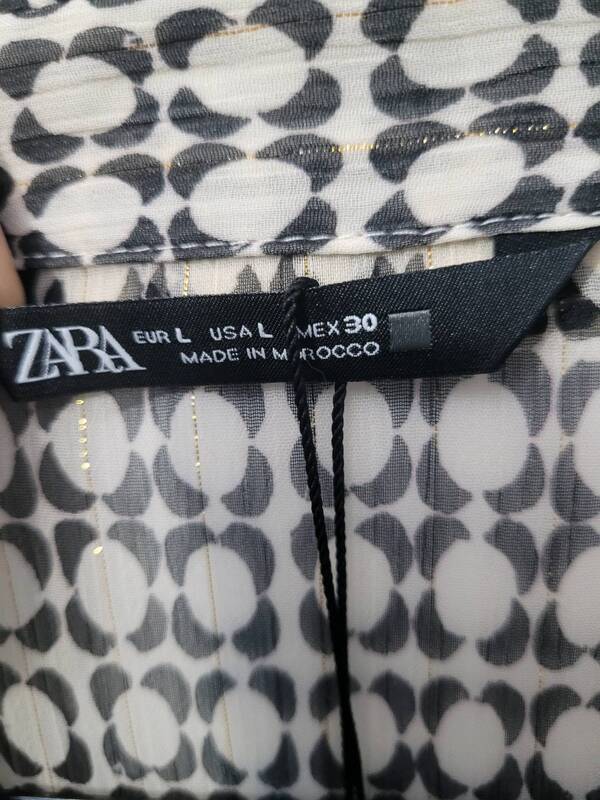 ZARA
EUR L USA L MEX 30
MADE IN MOROCCO